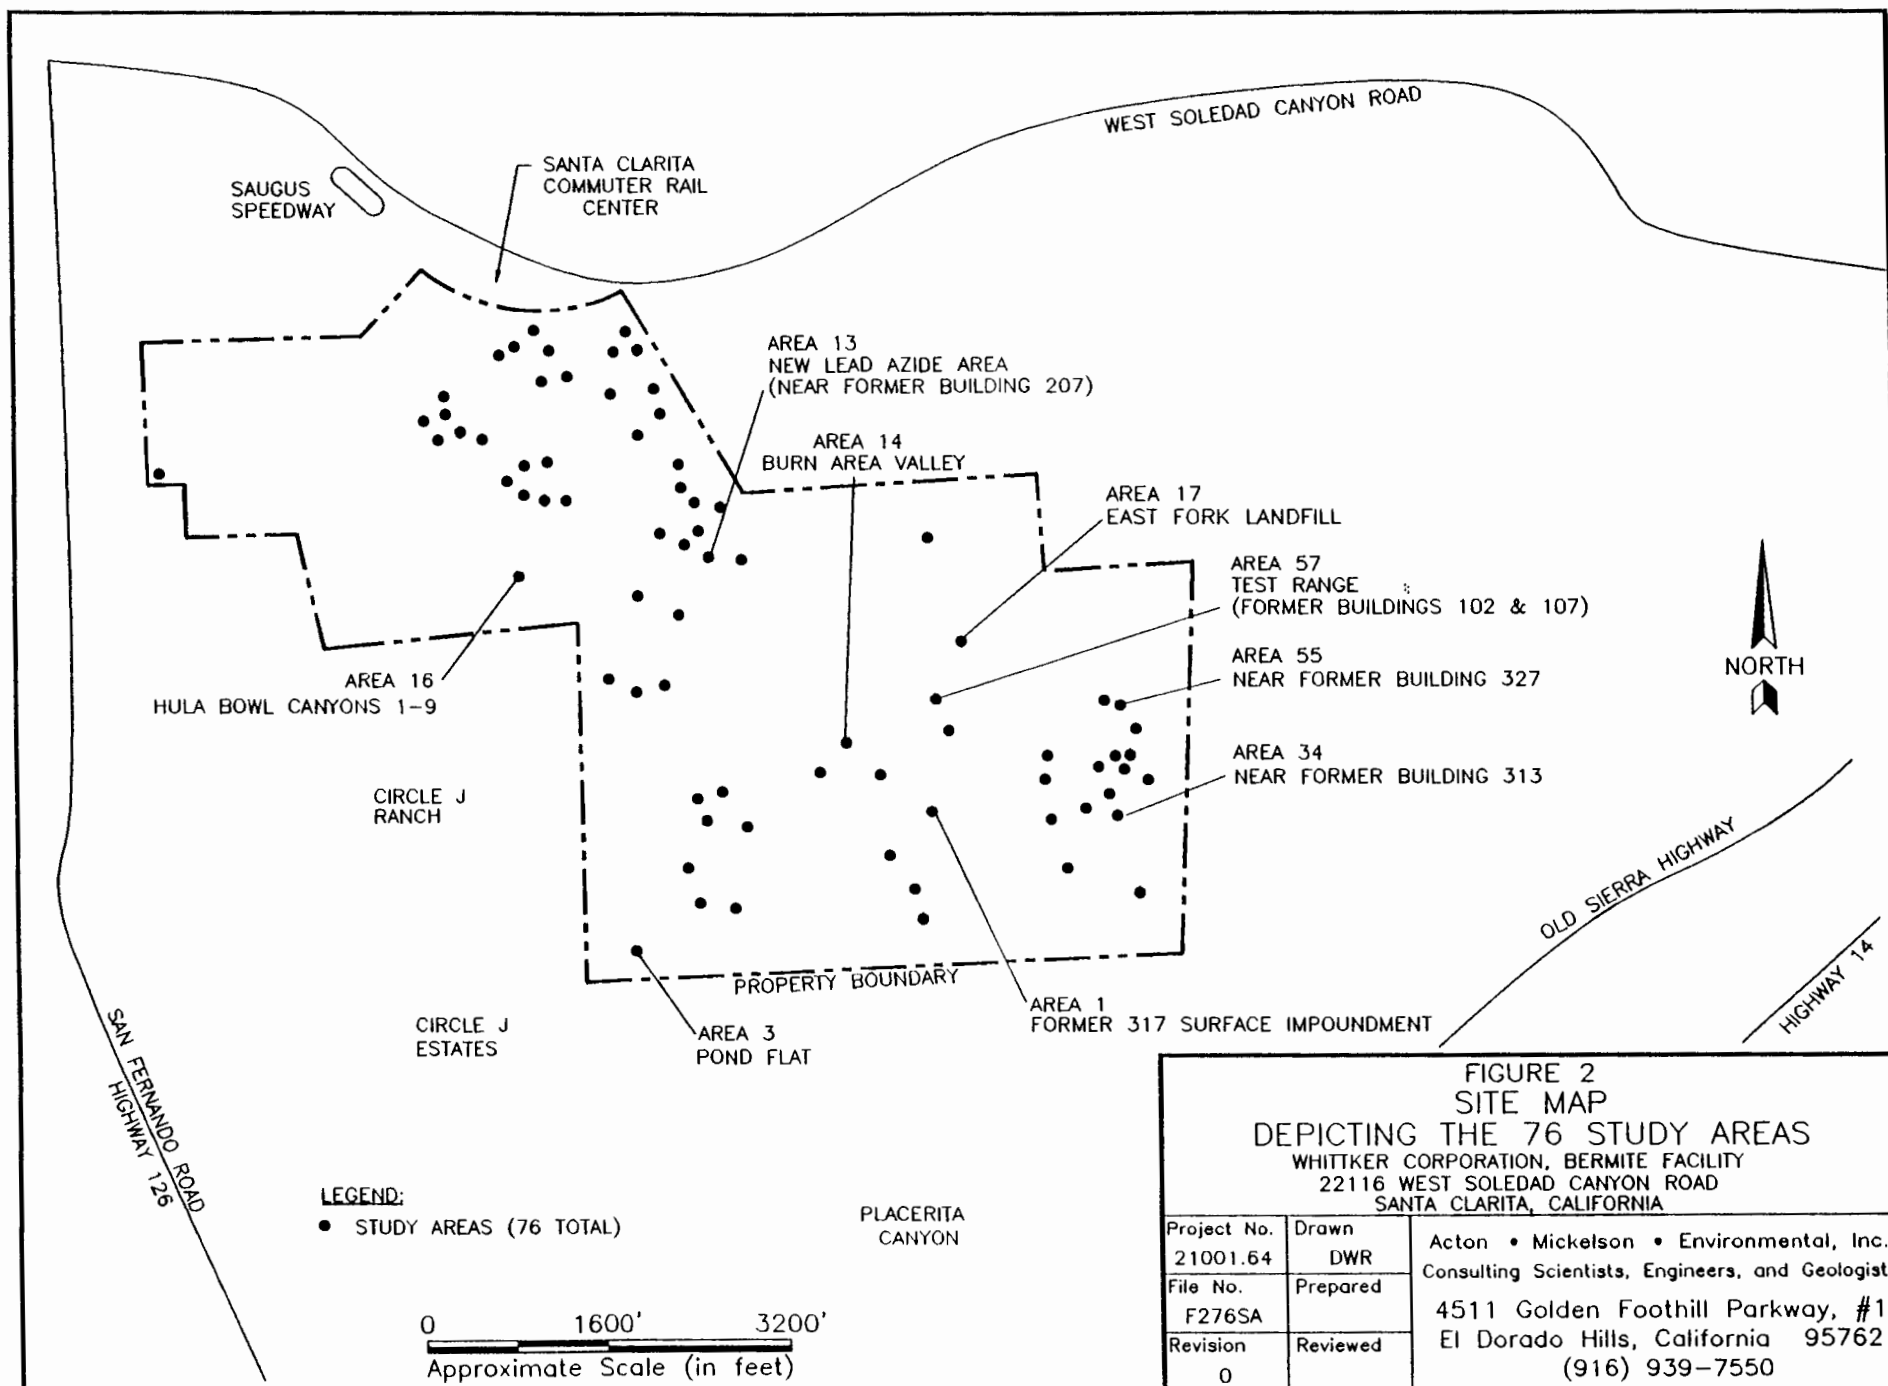 WEST SOLEDAD CANYON ROAD
SANTA CLARITA
COMMUTER RAIL
CENTER
SAUGUS
SPEEDWAY
AREA 13
NEW LEAD AZIDE AREA
(NEAR FORMER BUILDING 207)
AREA 14
BURN AREA VALLEY
AREA 17
EAST FORK LANDFILL
AREA 57
TEST RANGE
(FORMER BUILDINGS 102 & 107)
AREA 55
NEAR FORMER BUILDING 327
NORTH
AREA 16
HULA BOWL CANYONS 1-9
AREA 34
NEAR FORMER BUILDING 313
CIRCLE J
RANCH
OLD SIERRA HIGHWAY
HIGHWAY 14
PROPERTY BOUNDARY
AREA 1
FORMER 317 SURFACE IMPOUNDMENT
CIRCLE J
ESTATES
AREA 3
POND FLAT
SAN FERNANDO ROAD
HIGHWAY 126
LEGEND:
● STUDY AREAS (76 TOTAL)
PLACERITA
CANYON
0 1600' 3200'
Approximate Scale (in feet)
FIGURE 2
SITE MAP
DEPICTING THE 76 STUDY AREAS
WHITTKER CORPORATION, BERMITE FACILITY
22116 WEST SOLEDAD CANYON ROAD
SANTA CLARITA, CALIFORNIA
Project No.
21001.64
Drawn
DWR
File No.
F276SA
Prepared
Revision
0
Reviewed
Acton • Mickelson • Environmental, Inc.
Consulting Scientists, Engineers, and Geologist
4511 Golden Foothill Parkway, #1
El Dorado Hills, California 95762
(916) 939-7550